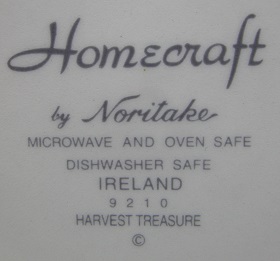 Homecraft
by Noritake
MICROWAVE AND OVEN SAFE
DISHWASHER SAFE
IRELAND
9210
HARVEST TREASURE
©